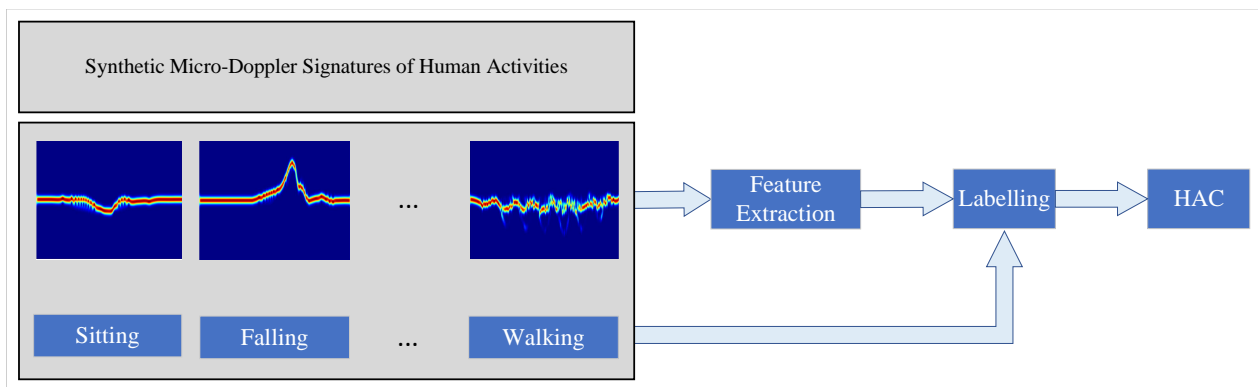 Synthetic Micro-Doppler Signatures of Human Activities
...
Feature
Extraction
Labelling
HAC
Sitting
Falling
...
Walking